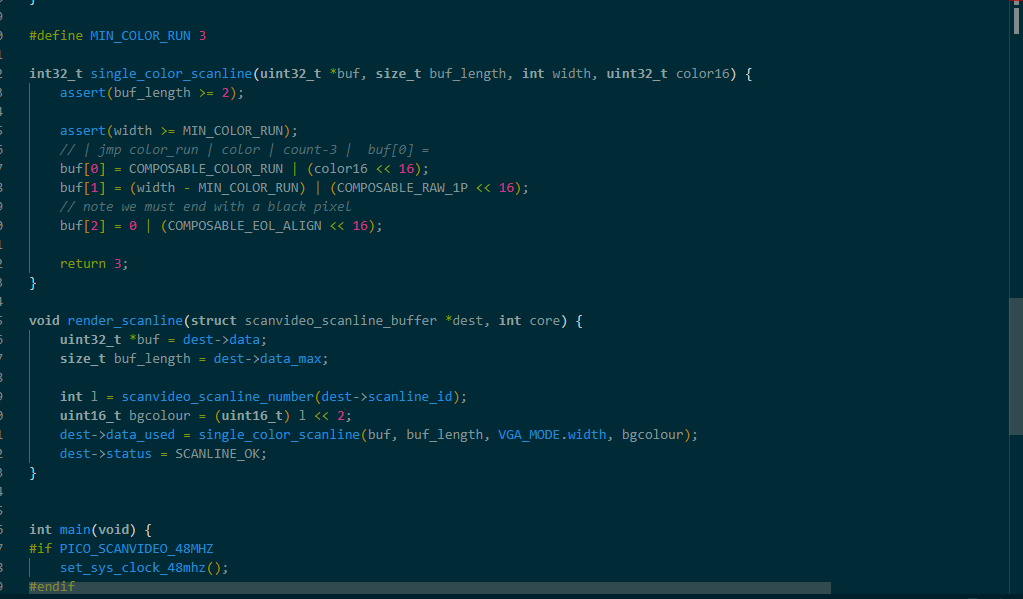 }
#define MIN_COLOR_RUN 3
int32_t single_color_scanline(uint32_t *buf, size_t buf_length, int width, uint32_t color16) {
    assert(buf_length >= 2);
    assert(width >= MIN_COLOR_RUN);
    // | jmp color_run | color | count-3 |  buf[0] =
    buf[0] = COMPOSABLE_COLOR_RUN | (color16 << 16);
    buf[1] = (width - MIN_COLOR_RUN) | (COMPOSABLE_RAW_1P << 16);
    // note we must end with a black pixel
    buf[2] = 0 | (COMPOSABLE_EOL_ALIGN << 16);
    return 3;
}
void render_scanline(struct scanvideo_scanline_buffer *dest, int core) {
    uint32_t *buf = dest->data;
    size_t buf_length = dest->data_max;
    int l = scanvideo_scanline_number(dest->scanline_id);
    uint16_t bgcolour = (uint16_t) l << 2;
    dest->data_used = single_color_scanline(buf, buf_length, VGA_MODE.width, bgcolour);
    dest->status = SCANLINE_OK;
}
int main(void) {
#if PICO_SCANVIDEO_48MHZ
    set_sys_clock_48mhz();
#endif